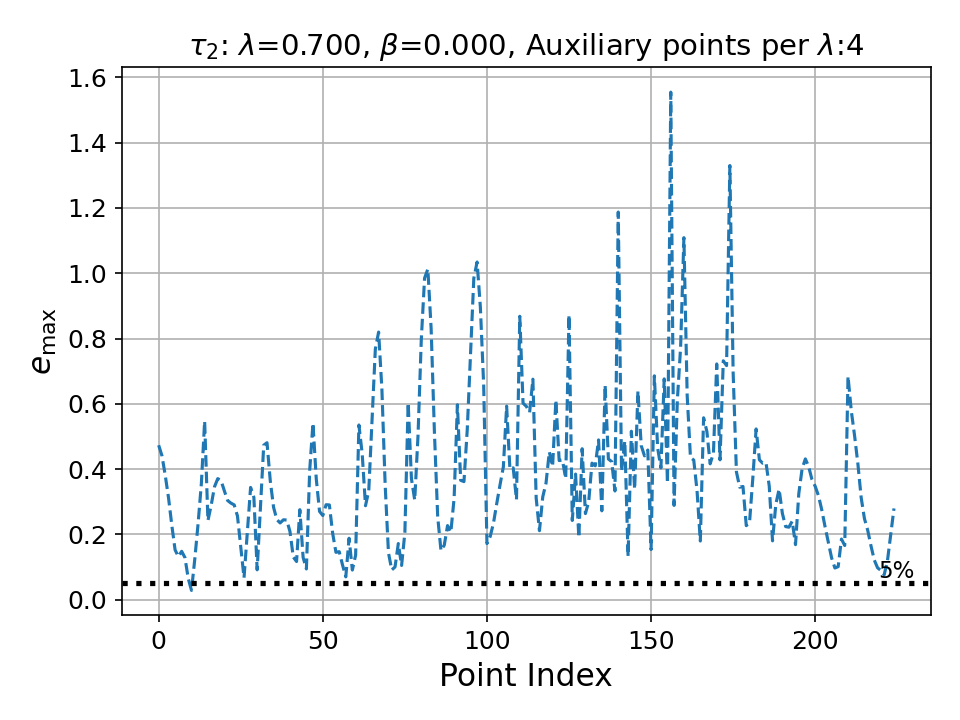 τ₂: λ=0.700, β=0.000, Auxiliary points per λ:4
1.6
1.4
1.2
1.0
0.8
0.6
0.4
0.2
0.0
e_max
5%
0 50 100 150 200
Point Index